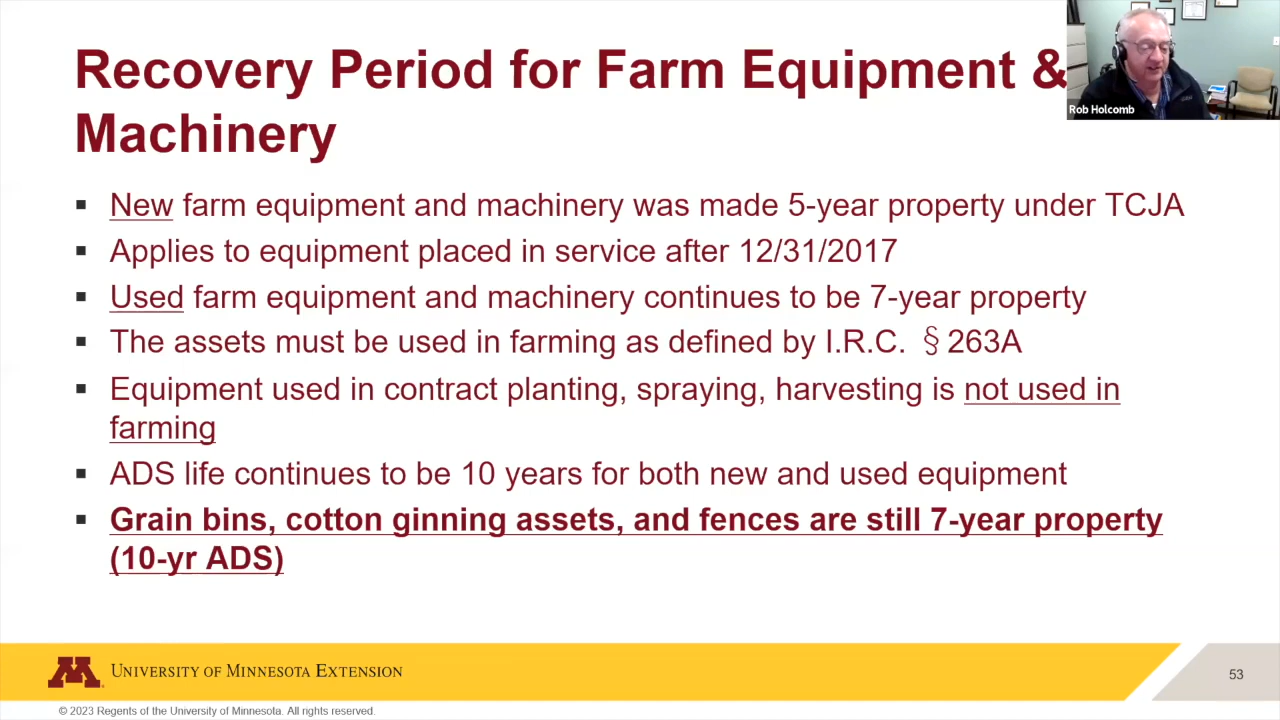 Recovery Period for Farm Equipment &
Machinery
Rob Holcomb
▪ New farm equipment and machinery was made 5-year property under TCJA
▪ Applies to equipment placed in service after 12/31/2017
▪ Used farm equipment and machinery continues to be 7-year property
▪ The assets must be used in farming as defined by I.R.C. §263A
▪ Equipment used in contract planting, spraying, harvesting is not used in
farming
▪ ADS life continues to be 10 years for both new and used equipment
▪ Grain bins, cotton ginning assets, and fences are still 7-year property
(10-yr ADS)
M UNIVERSITY OF MINNESOTA EXTENSION
53
© 2023 Regents of the University of Minnesota. All rights reserved.